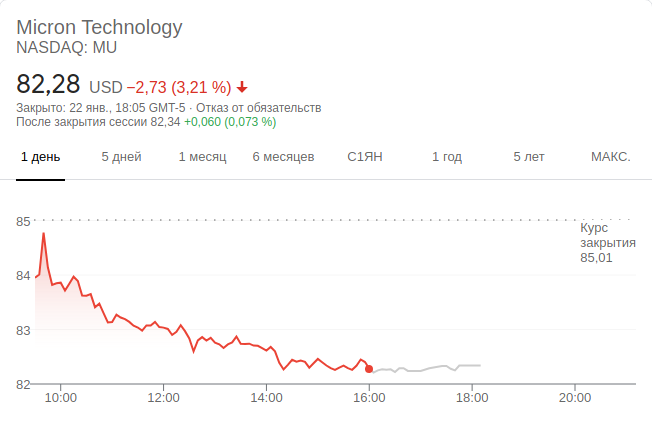 Micron Technology
NASDAQ: MU
82,28 USD −2,73 (3,21 %)
Закрыто: 22 янв., 18:05 GMT-5 · Отказ от обязательств
После закрытия сессии 82,34 +0,060 (0,073 %)
1 день 5 дней 1 месяц 6 месяцев С1ЯН 1 год 5 лет МАКС.
85
Курс
закрытия
85,01
84
83
82
10:00 12:00 14:00 16:00 18:00 20:00